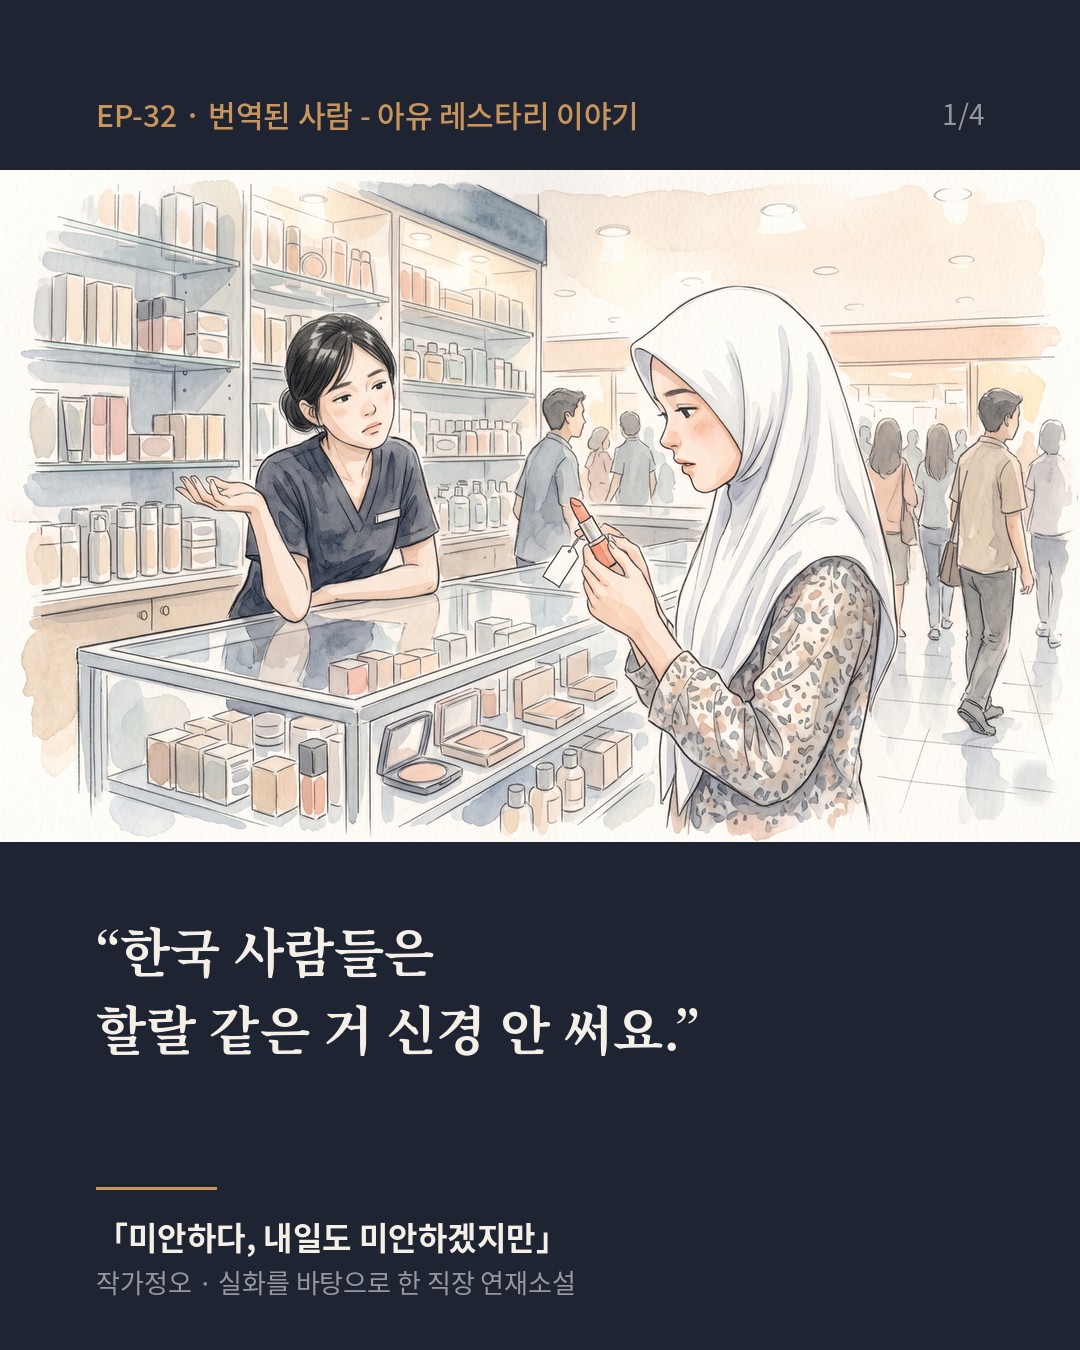 EP-32 · 번역된 사람 - 아유 레스타리 이야기
1/4
“한국 사람들은
할랄 같은 거 신경 안 써요.”
「미안하다, 내일도 미안하겠지만」
작가정오 · 실화를 바탕으로 한 직장 연재소설